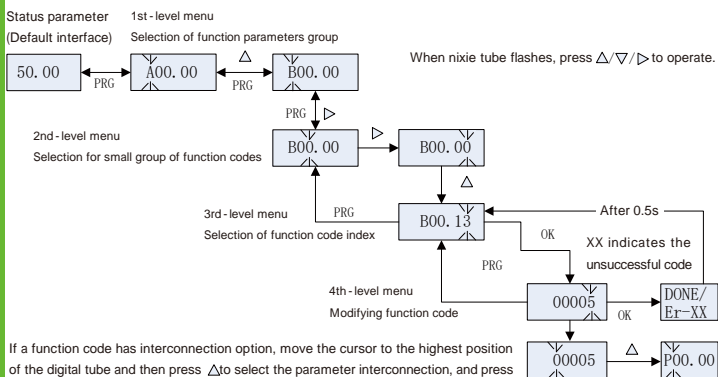 Status parameter 1st-level menu
(Default interface) Selection of function parameters group
When nixie tube flashes, press △/▽/▷ to operate.
50.00 PRG A00.00 △ PRG B00.00
PRG ▷
2nd-level menu
Selection for small group of function codes
B00.00 ▷ B00.00
△
3rd-level menu
Selection of function code index
PRG B00.13 After 0.5s
OK
XX indicates the
unsuccessful code
PRG
4th-level menu
Modifying function code
00005 OK DONE/
Er-XX
If a function code has interconnection option, move the cursor to the highest position
of the digital tube and then press △to select the parameter interconnection, and press
00005 △ P00.00